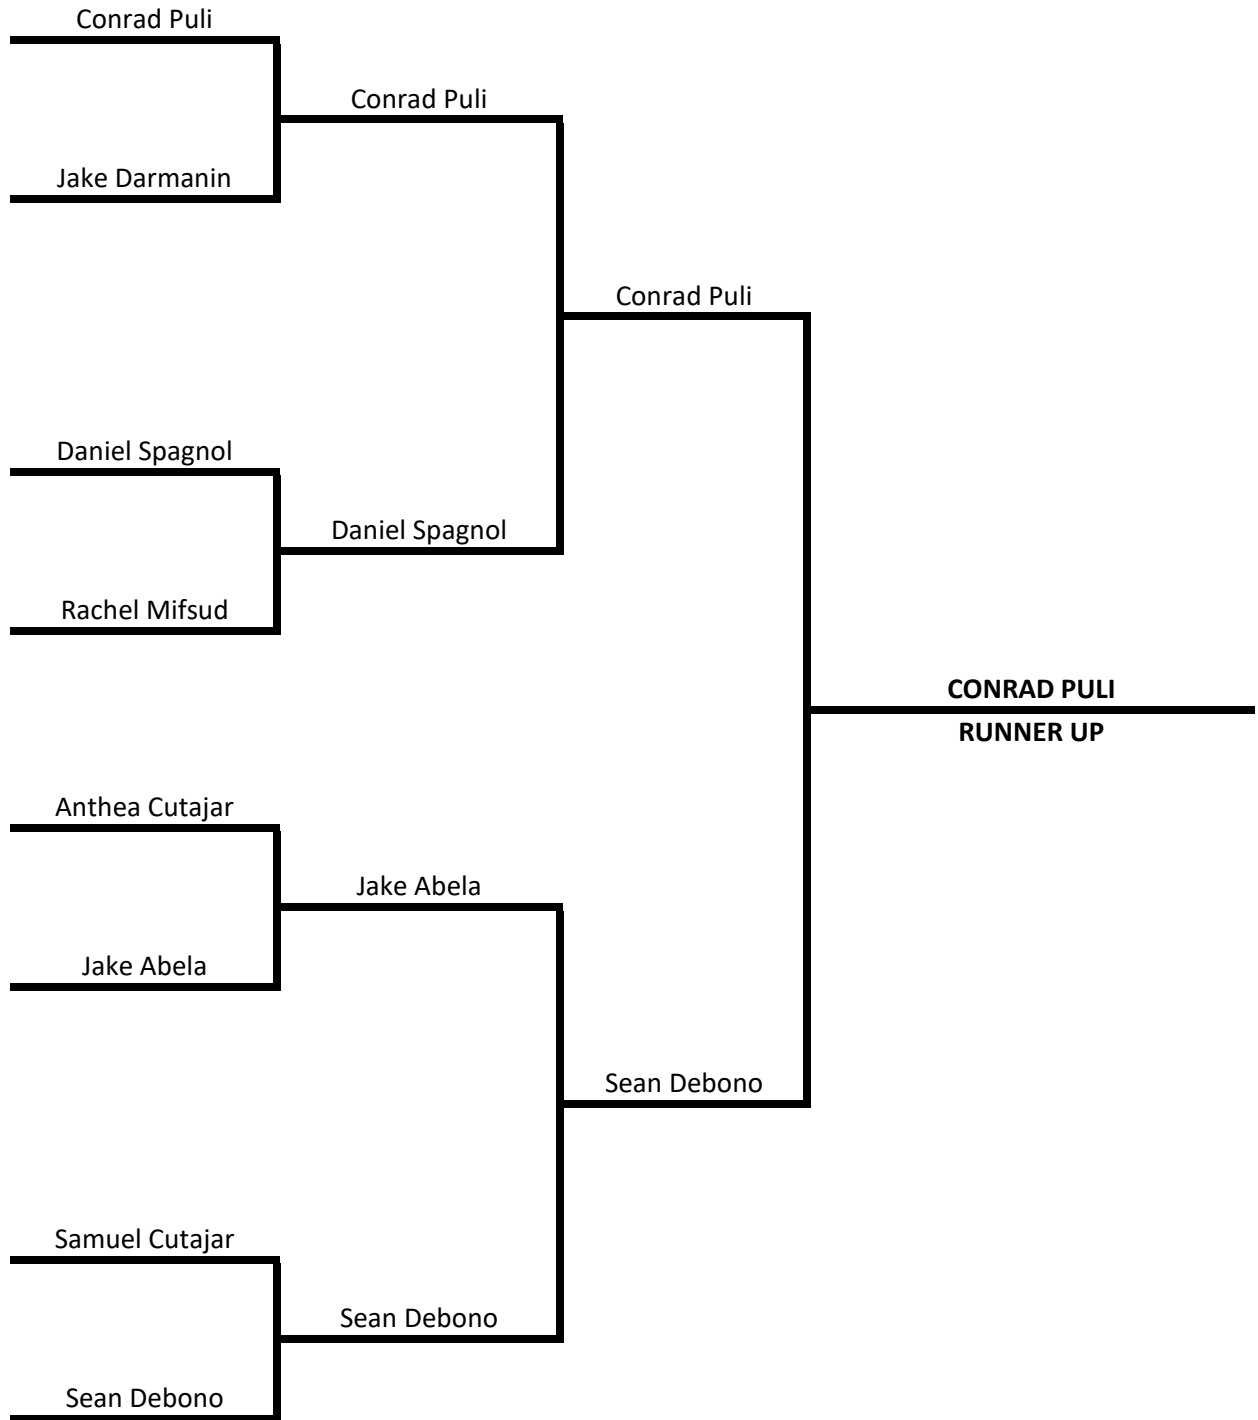 Conrad Puli
Conrad Puli
Jake Darmanin
Conrad Puli
Daniel Spagnol
Daniel Spagnol
Rachel Mifsud
CONRAD PULI
RUNNER UP
Anthea Cutajar
Jake Abela
Jake Abela
Sean Debono
Samuel Cutajar
Sean Debono
Sean Debono